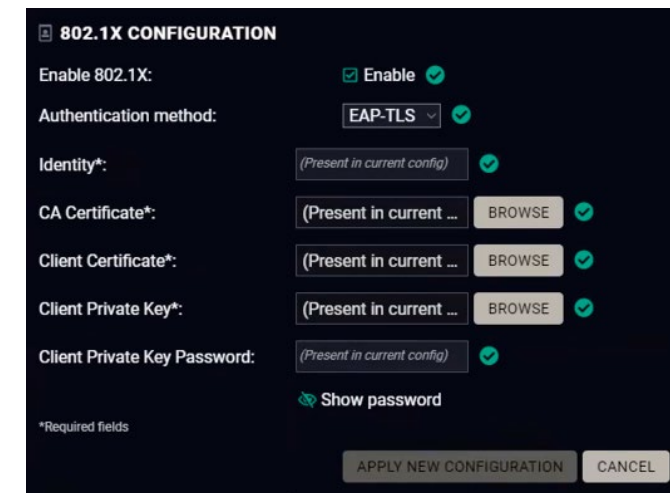 802.1X CONFIGURATION
Enable 802.1X: Enable
Authentication method: EAP-TLS
Identity*: (Present in current config)
CA Certificate*: (Present in current ... BROWSE
Client Certificate*: (Present in current ... BROWSE
Client Private Key*: (Present in current ... BROWSE
Client Private Key Password: (Present in current config)
Show password
*Required fields
APPLY NEW CONFIGURATION CANCEL